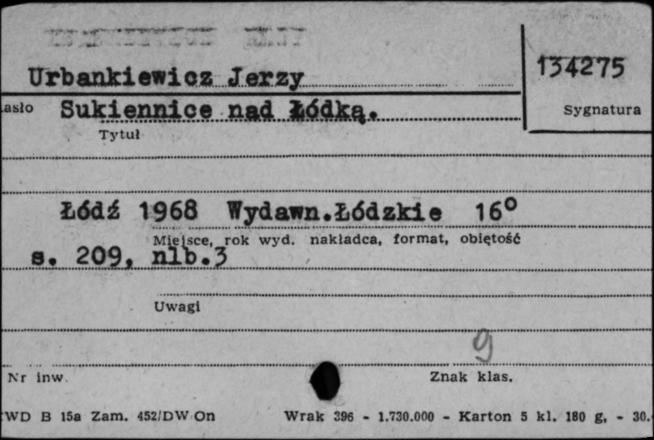 Urbankiewicz Jerzy
134275
asło Sukiennice nad Łódką.
Sygnatura
Tytuł
Łódź 1968 Wydawn.Łódzkie 16°
Miejsce, rok wyd. nakładca, format, objętość
s. 209, nlb.3
Uwagi
9
Nr inw. Znak klas.
WD B 15a Zam. 452/DW On Wrak 396 - 1.730.000 - Karton 5 kl. 180 g, - 30.